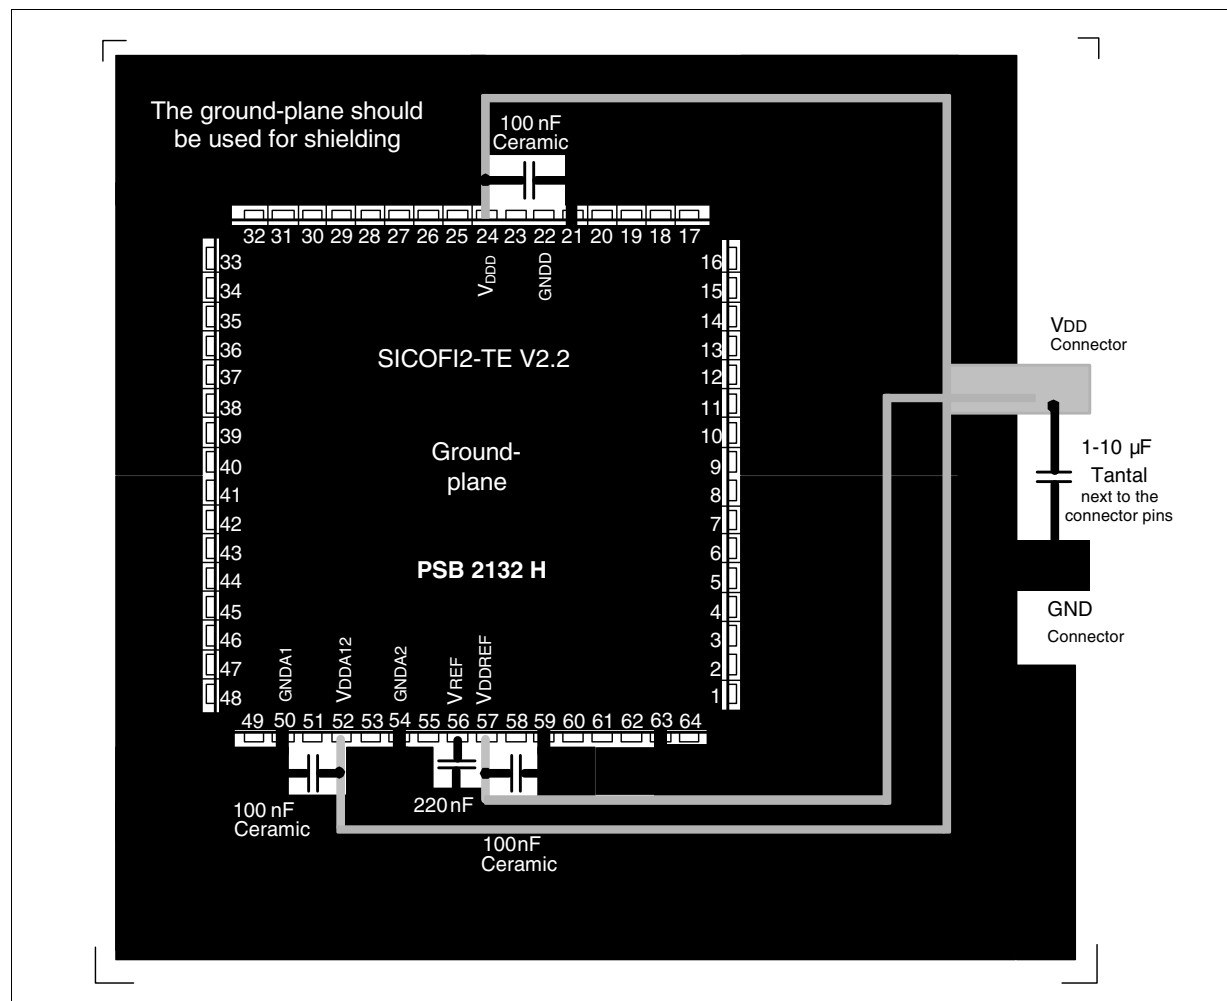 The ground-plane should
be used for shielding
100 nF
Ceramic
32 31 30 29 28 27 26 25 24 23 22 21 20 19 18 17
VDDD
GNDD
33
34
35
36
37
38
39
40
41
42
43
44
45
46
47
48
16
15
14
13
12
11
10
9
8
7
6
5
4
3
2
1
SICOFI2-TE V2.2
Ground-
plane
PSB 2132 H
VDD
Connector
1-10 µF
Tantal
next to the
connector pins
GND
Connector
GNDA1
VDDA12
GNDA2
VREF
VDDREF
49 50 51 52 53 54 55 56 57 58 59 60 61 62 63 64
100 nF
Ceramic
220 nF
100nF
Ceramic